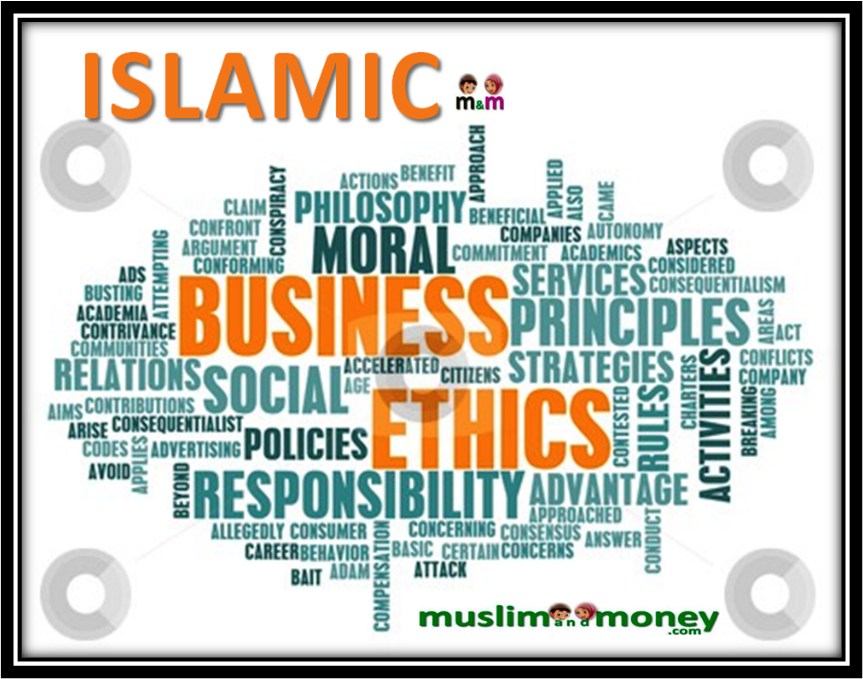 ISLAMIC
m&m
APPROACH
ACTIONS BENEFIT
APPLIED
ALSO
CAME
CONSPIRACY
CLAIM
PHILOSOPHY
BENEFICIAL
CONFRONT
COMPANIES AUTONOMY
ARGUMENT
MORAL
COMMITMENT ACADEMICS ASPECTS
CONFORMING
ATTEMPTING
SERVICES CONSIDERED
ADS
BUSTING
BUSINESS
CONSEQUENTIALISM
ACADEMIA
PRINCIPLES
AREAS
CONTRIVANCE
ACT
COMMUNITIES
RELATIONS
SOCIAL
ACCELERATED
AGE
CITIZENS
STRATEGIES
CHARTERS
ACTIVITIES
CONFLICTS
COMPANY
BREAKING
AMONG
AIMS CONTRIBUTIONS
ETHICS
CONTESTED
RULES
ARISE CONSEQUENTIALIST
CODES
APPLIES
ADVERTISING
POLICIES
AVOID
BEYOND
RESPONSIBILITY
ADVANTAGE
APPROACHED
CONDUCT
ALLEGEDLY CONSUMER
COMPENSATION
CONCERNING CONSENSUS ANSWER
CAREER BEHAVIOR
BASIC CERTAIN CONCERNS
BAIT ADAM
ATTACK
muslim and money
.com